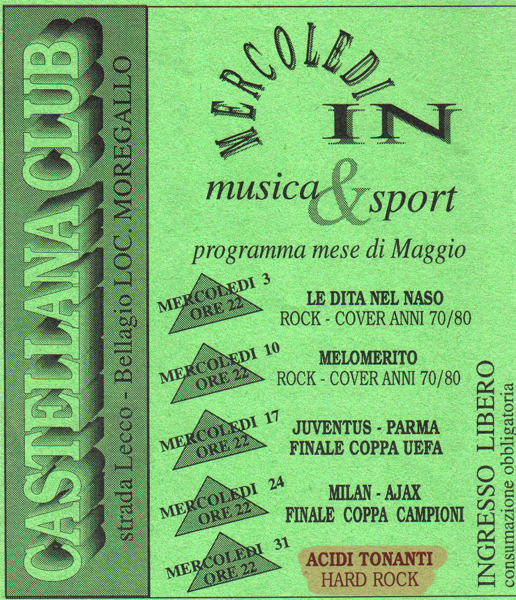 CASTELLANA CLUB
strada Lecco - Bellagio LOC. MOREGALLO
MERCOLEDI
IN
musica & sport
programma mese di Maggio
MERCOLEDI 3
ORE 22
LE DITA NEL NASO
ROCK - COVER ANNI 70/80
MERCOLEDI 10
ORE 22
MELOMERITO
ROCK - COVER ANNI 70/80
MERCOLEDI 17
ORE 22
JUVENTUS - PARMA
FINALE COPPA UEFA
MERCOLEDI 24
ORE 22
MILAN - AJAX
FINALE COPPA CAMPIONI
MERCOLEDI 31
ORE 22
ACIDI TONANTI
HARD ROCK
INGRESSO LIBERO
consumazione obbligatoria